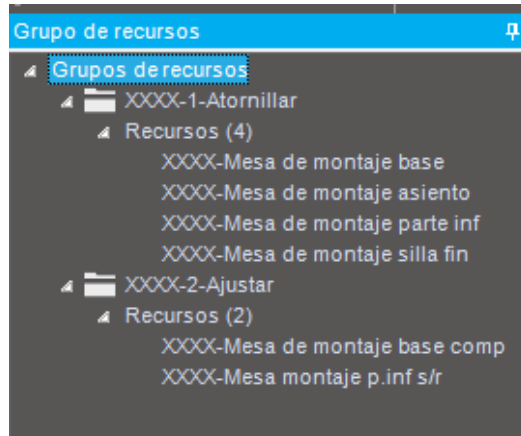 Grupo de recursos
Grupos de recursos
XXXX-1-Atornillar
Recursos (4)
XXXX-Mesa de montaje base
XXXX-Mesa de montaje asiento
XXXX-Mesa de montaje parte inf
XXXX-Mesa de montaje silla fin
XXXX-2-Ajustar
Recursos (2)
XXXX-Mesa de montaje base comp
XXXX-Mesa montaje p.inf s/r